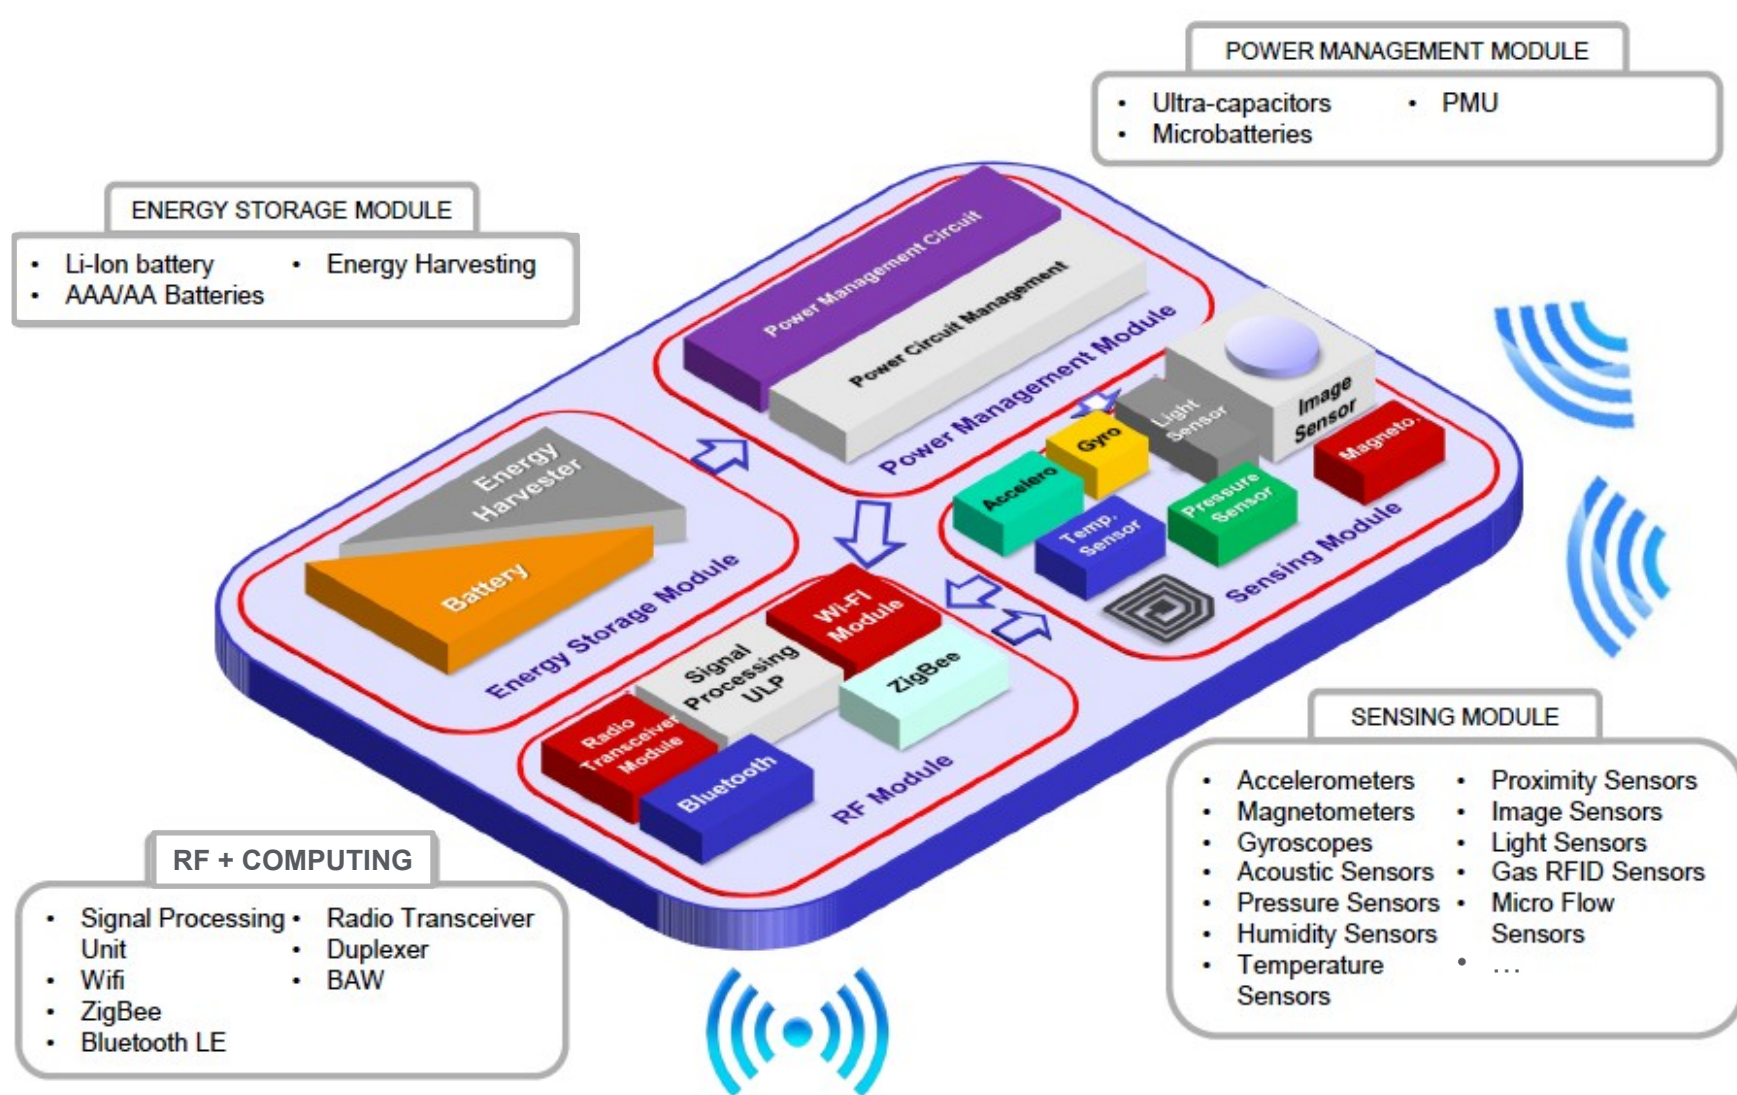 POWER MANAGEMENT MODULE
• Ultra-capacitors
• Microbatteries
• PMU
ENERGY STORAGE MODULE
• Li-Ion battery
• AAA/AA Batteries
• Energy Harvesting
Power Management Circuit
Power Circuit Management
Power Management Module
Energy
Harvester
Battery
Energy Storage Module
Image
Sensor
Light
Sensor
Magneto..
Gyro
Accelero
Pressure
Sensor
Temp.
Sensor
Sensing Module
Wi-FI
Module
ZigBee
Signal
Processing
ULP
Radio
Transceiver
Module
Bluetooth
RF Module
SENSING MODULE
• Accelerometers
• Magnetometers
• Gyroscopes
• Acoustic Sensors
• Pressure Sensors
• Humidity Sensors
• Temperature
Sensors
• Proximity Sensors
• Image Sensors
• Light Sensors
• Gas RFID Sensors
• Micro Flow
Sensors
• …
RF + COMPUTING
• Signal Processing
Unit
• Wifi
• ZigBee
• Bluetooth LE
• Radio Transceiver
• Duplexer
• BAW